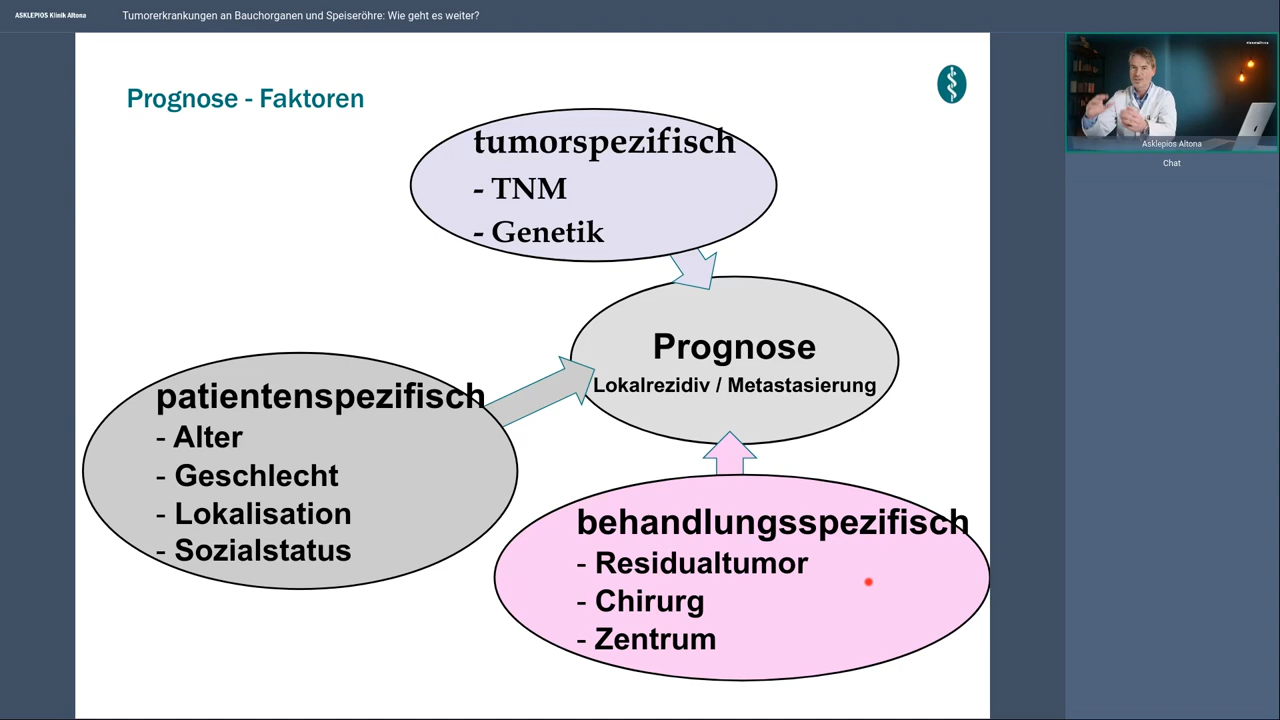 ASKLEPIOS Klinik Altona
Tumorerkrankungen an Bauchorganen und Speiseröhre: Wie geht es weiter?
Prognose - Faktoren
tumorspezifisch
- TNM
- Genetik
Prognose
Lokalrezidiv / Metastasierung
patientenspezifisch
- Alter
- Geschlecht
- Lokalisation
- Sozialstatus
behandlungsspezifisch
- Residualtumor
- Chirurg
- Zentrum
Asklepios Altona
Chat